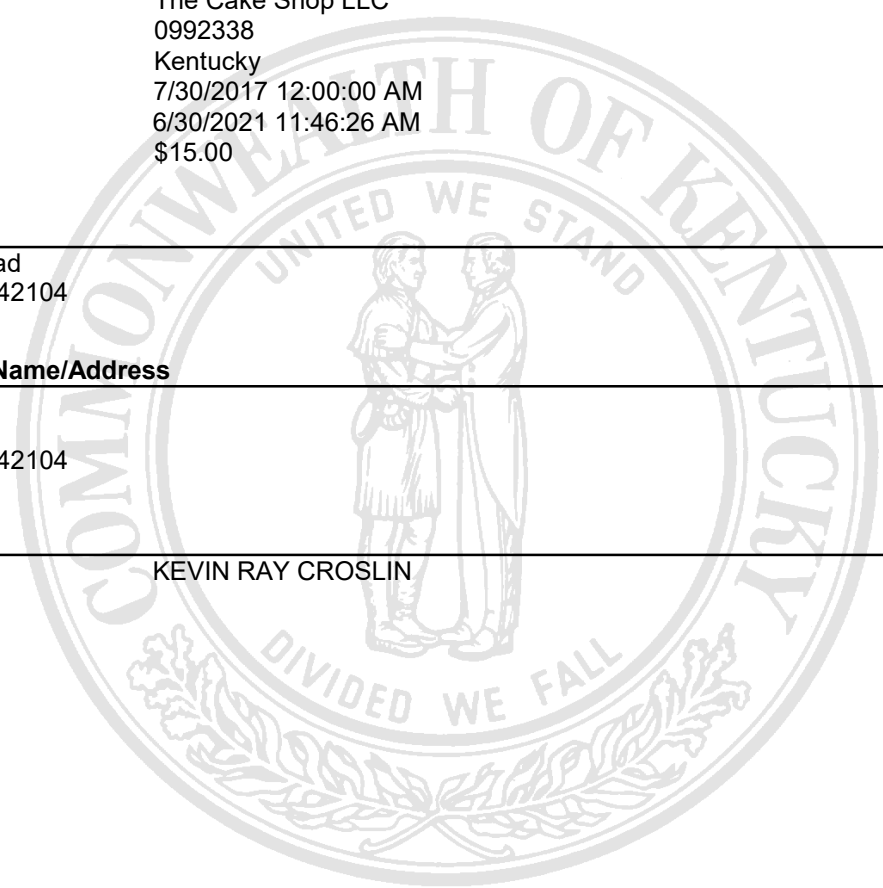 The Cake Shop LLC
0992338
Kentucky
7/30/2017 12:00:00 AM
6/30/2021 11:46:26 AM
$15.00
COMMONWEALTH OF KENTUCKY
UNITED WE STAND
ad
42104
Name/Address
42104
KEVIN RAY CROSLIN
DIVIDED WE FALL